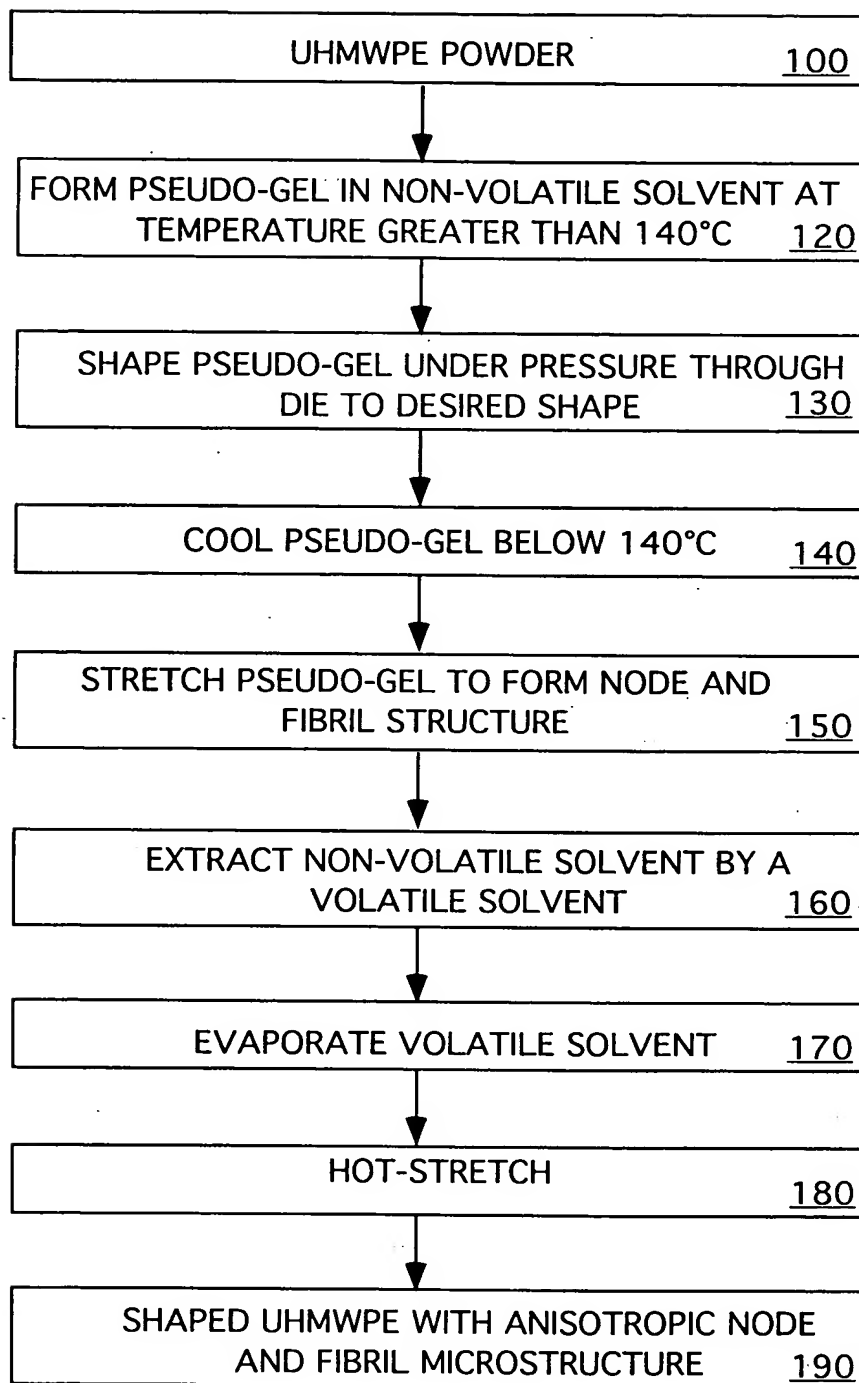 UHMWPE POWDER 100
FORM PSEUDO-GEL IN NON-VOLATILE SOLVENT AT
TEMPERATURE GREATER THAN 140°C 120
SHAPE PSEUDO-GEL UNDER PRESSURE THROUGH
DIE TO DESIRED SHAPE 130
COOL PSEUDO-GEL BELOW 140°C 140
STRETCH PSEUDO-GEL TO FORM NODE AND
FIBRIL STRUCTURE 150
EXTRACT NON-VOLATILE SOLVENT BY A
VOLATILE SOLVENT 160
EVAPORATE VOLATILE SOLVENT 170
HOT-STRETCH 180
SHAPED UHMWPE WITH ANISOTROPIC NODE
AND FIBRIL MICROSTRUCTURE 190